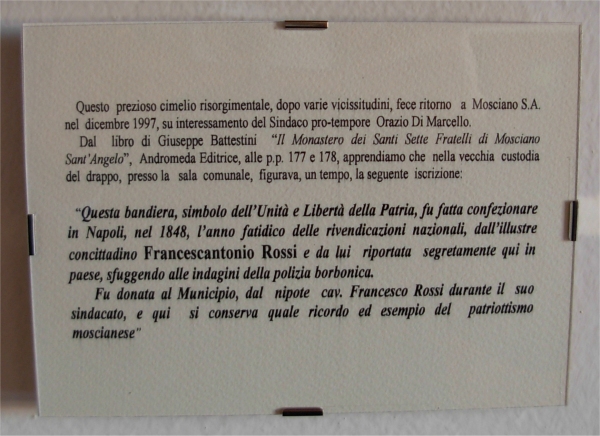 Questo prezioso cimelio risorgimentale, dopo varie vicissitudini, fece ritorno a Mosciano S.A.
nel dicembre 1997, su interessamento del Sindaco pro-tempore Orazio Di Marcello.
Dal libro di Giuseppe Battestini "Il Monastero dei Santi Sette Fratelli di Mosciano
Sant'Angelo", Andromeda Editrice, alle p.p. 177 e 178, apprendiamo che nella vecchia custodia
del drappo, presso la sala comunale, figurava, un tempo, la seguente iscrizione:
"Questa bandiera, simbolo dell'Unità e Libertà della Patria, fu fatta confezionare
in Napoli, nel 1848, l'anno fatidico delle rivendicazioni nazionali, dall'illustre
concittadino Francescantonio Rossi e da lui riportata segretamente qui in
paese, sfuggendo alle indagini della polizia borbonica.
Fu donata al Municipio, dal nipote cav. Francesco Rossi durante il suo
sindacato, e qui si conserva quale ricordo ed esempio del patriottismo
moscianese"